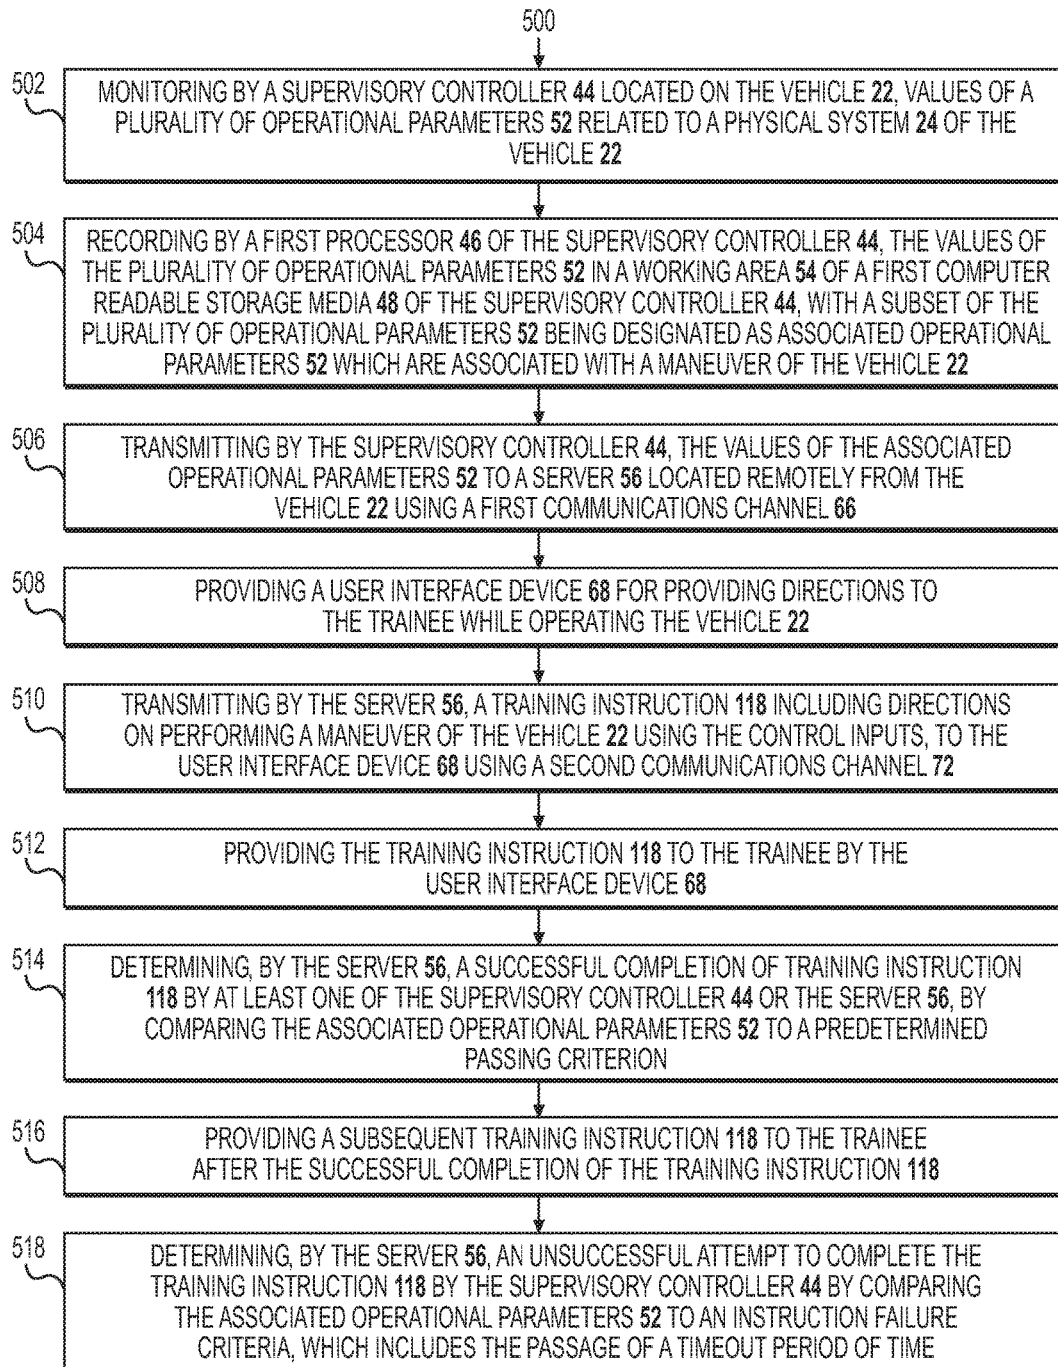 500
502
MONITORING BY A SUPERVISORY CONTROLLER 44 LOCATED ON THE VEHICLE 22, VALUES OF A
PLURALITY OF OPERATIONAL PARAMETERS 52 RELATED TO A PHYSICAL SYSTEM 24 OF THE
VEHICLE 22
504
RECORDING BY A FIRST PROCESSOR 46 OF THE SUPERVISORY CONTROLLER 44, THE VALUES OF
THE PLURALITY OF OPERATIONAL PARAMETERS 52 IN A WORKING AREA 54 OF A FIRST COMPUTER
READABLE STORAGE MEDIA 48 OF THE SUPERVISORY CONTROLLER 44, WITH A SUBSET OF THE
PLURALITY OF OPERATIONAL PARAMETERS 52 BEING DESIGNATED AS ASSOCIATED OPERATIONAL
PARAMETERS 52 WHICH ARE ASSOCIATED WITH A MANEUVER OF THE VEHICLE 22
506
TRANSMITTING BY THE SUPERVISORY CONTROLLER 44, THE VALUES OF THE ASSOCIATED
OPERATIONAL PARAMETERS 52 TO A SERVER 56 LOCATED REMOTELY FROM THE
VEHICLE 22 USING A FIRST COMMUNICATIONS CHANNEL 66
508
PROVIDING A USER INTERFACE DEVICE 68 FOR PROVIDING DIRECTIONS TO
THE TRAINEE WHILE OPERATING THE VEHICLE 22
510
TRANSMITTING BY THE SERVER 56, A TRAINING INSTRUCTION 118 INCLUDING DIRECTIONS
ON PERFORMING A MANEUVER OF THE VEHICLE 22 USING THE CONTROL INPUTS, TO THE
USER INTERFACE DEVICE 68 USING A SECOND COMMUNICATIONS CHANNEL 72
512
PROVIDING THE TRAINING INSTRUCTION 118 TO THE TRAINEE BY THE
USER INTERFACE DEVICE 68
514
DETERMINING, BY THE SERVER 56, A SUCCESSFUL COMPLETION OF TRAINING INSTRUCTION
118 BY AT LEAST ONE OF THE SUPERVISORY CONTROLLER 44 OR THE SERVER 56, BY
COMPARING THE ASSOCIATED OPERATIONAL PARAMETERS 52 TO A PREDETERMINED
PASSING CRITERION
516
PROVIDING A SUBSEQUENT TRAINING INSTRUCTION 118 TO THE TRAINEE
AFTER THE SUCCESSFUL COMPLETION OF THE TRAINING INSTRUCTION 118
518
DETERMINING, BY THE SERVER 56, AN UNSUCCESSFUL ATTEMPT TO COMPLETE THE
TRAINING INSTRUCTION 118 BY THE SUPERVISORY CONTROLLER 44 BY COMPARING
THE ASSOCIATED OPERATIONAL PARAMETERS 52 TO AN INSTRUCTION FAILURE
CRITERIA, WHICH INCLUDES THE PASSAGE OF A TIMEOUT PERIOD OF TIME